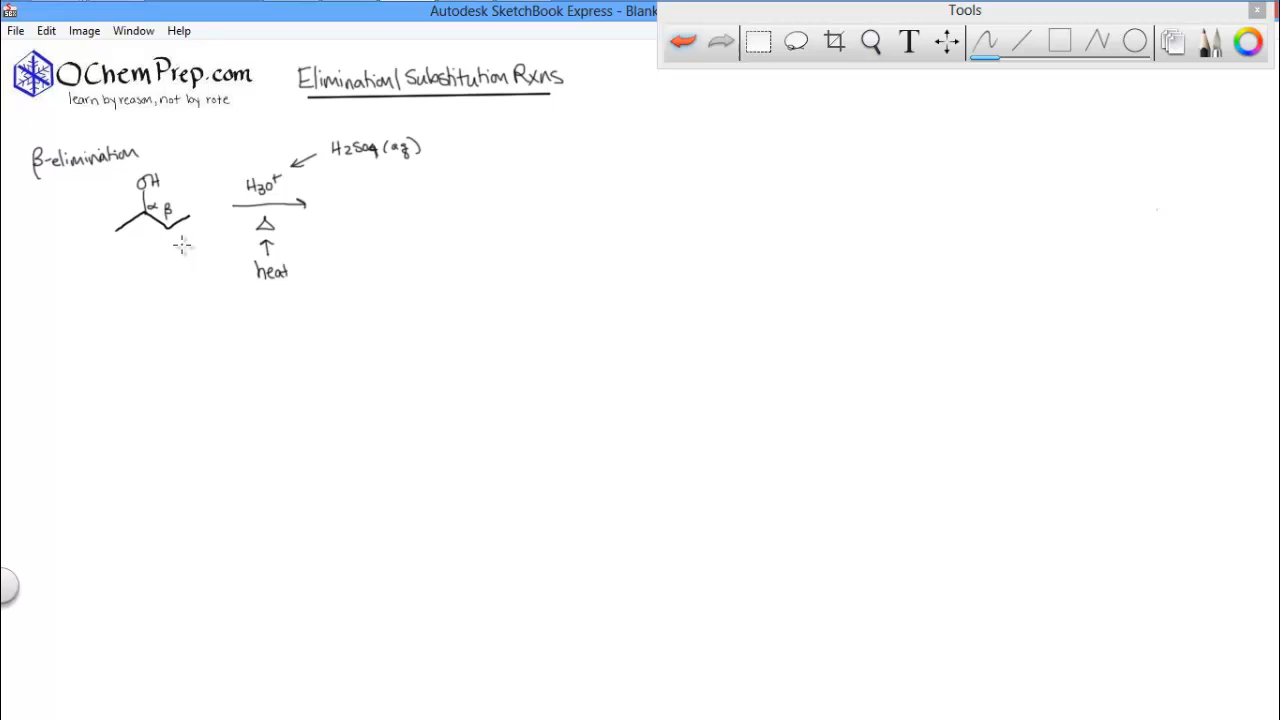 Autodesk SketchBook Express - Blank
Tools
File Edit Image Window Help
OChemPrep.com
learn by reason, not by rote
Elimination/Substitution Rxns
β-elimination
H2SO4 (aq)
OH
H3O+
α β
Δ
heat